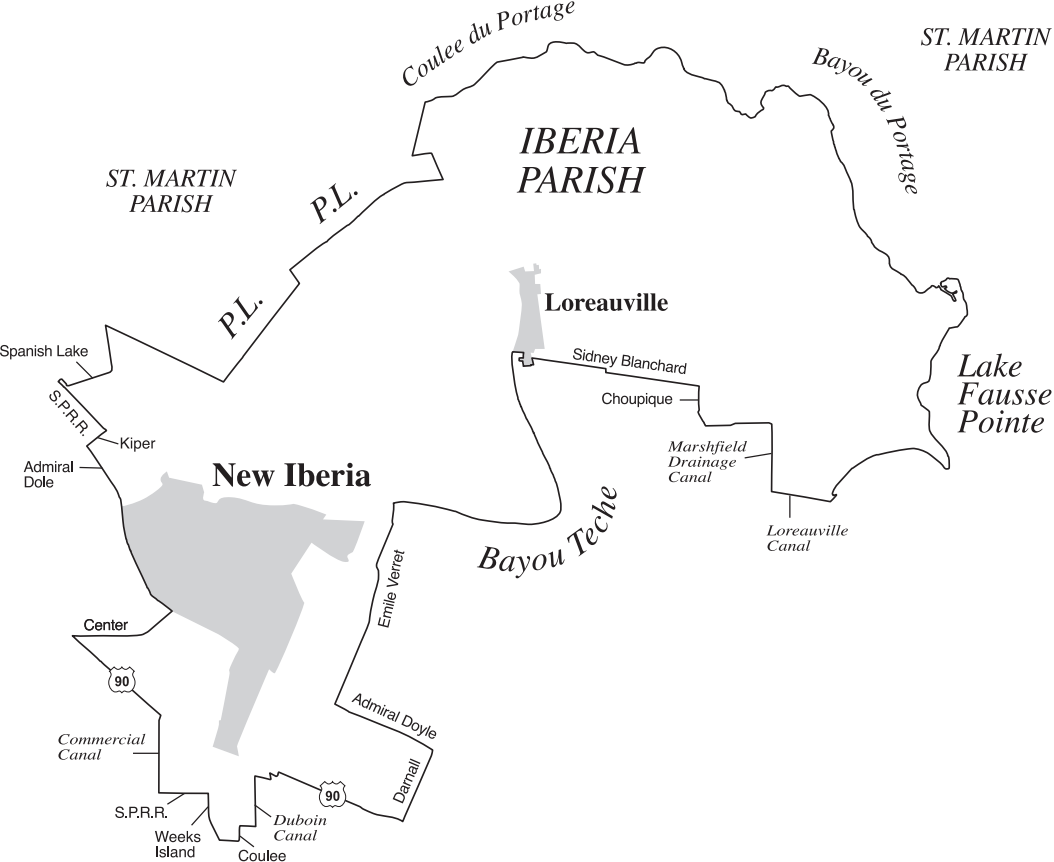 Coulee du Portage
ST. MARTIN
PARISH
Bayou du Portage
IBERIA
PARISH
ST. MARTIN
PARISH
P.L.
P.L.
Loreauville
Spanish Lake
Sidney Blanchard
Lake
Fausse
Pointe
S.P.R.R.
Choupique
Kiper
Marshfield
Drainage
Canal
Admiral
Dole
New Iberia
Bayou Teche
Loreauville
Canal
Emile Verret
Center
90
Admiral Doyle
Commercial
Canal
Darnall
90
S.P.R.R.
Duboin
Canal
Weeks
Island
Coulee